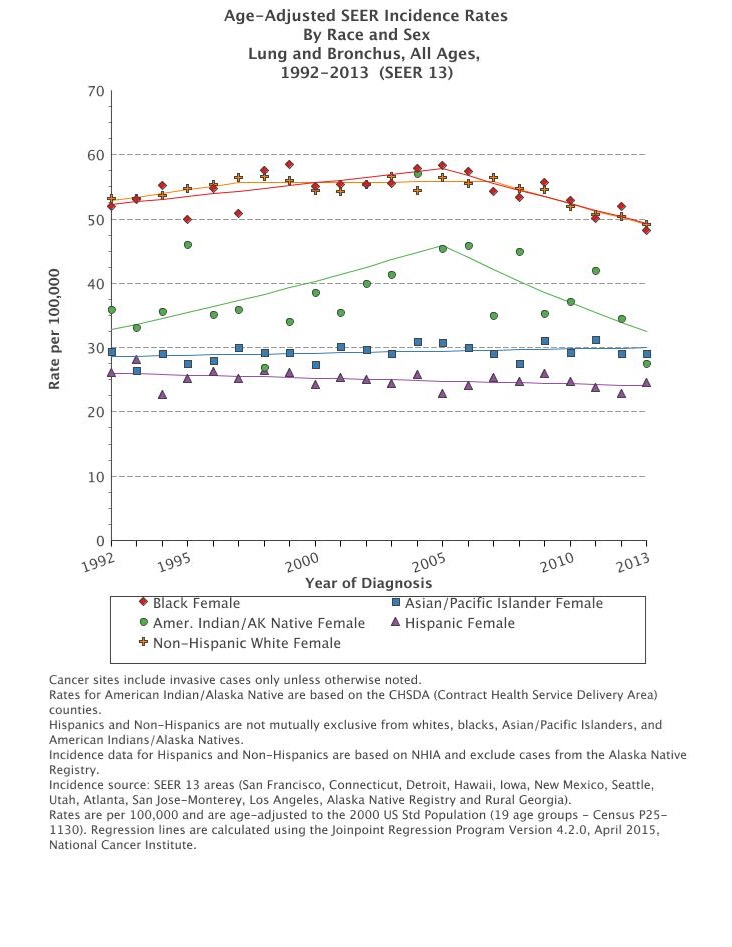 Age-Adjusted SEER Incidence Rates
By Race and Sex
Lung and Bronchus, All Ages,
1992-2013 (SEER 13)
70
60
50
40
30
20
10
0
Rate per 100,000
1992
1995
2000
2005
2010
2013
Year of Diagnosis
Black Female
Asian/Pacific Islander Female
Amer. Indian/AK Native Female
Hispanic Female
Non-Hispanic White Female
Cancer sites include invasive cases only unless otherwise noted.
Rates for American Indian/Alaska Native are based on the CHSDA (Contract Health Service Delivery Area)
counties.
Hispanics and Non-Hispanics are not mutually exclusive from whites, blacks, Asian/Pacific Islanders, and
American Indians/Alaska Natives.
Incidence data for Hispanics and Non-Hispanics are based on NHIA and exclude cases from the Alaska Native
Registry.
Incidence source: SEER 13 areas (San Francisco, Connecticut, Detroit, Hawaii, Iowa, New Mexico, Seattle,
Utah, Atlanta, San Jose-Monterey, Los Angeles, Alaska Native Registry and Rural Georgia).
Rates are per 100,000 and are age-adjusted to the 2000 US Std Population (19 age groups - Census P25-
1130). Regression lines are calculated using the Joinpoint Regression Program Version 4.2.0, April 2015,
National Cancer Institute.